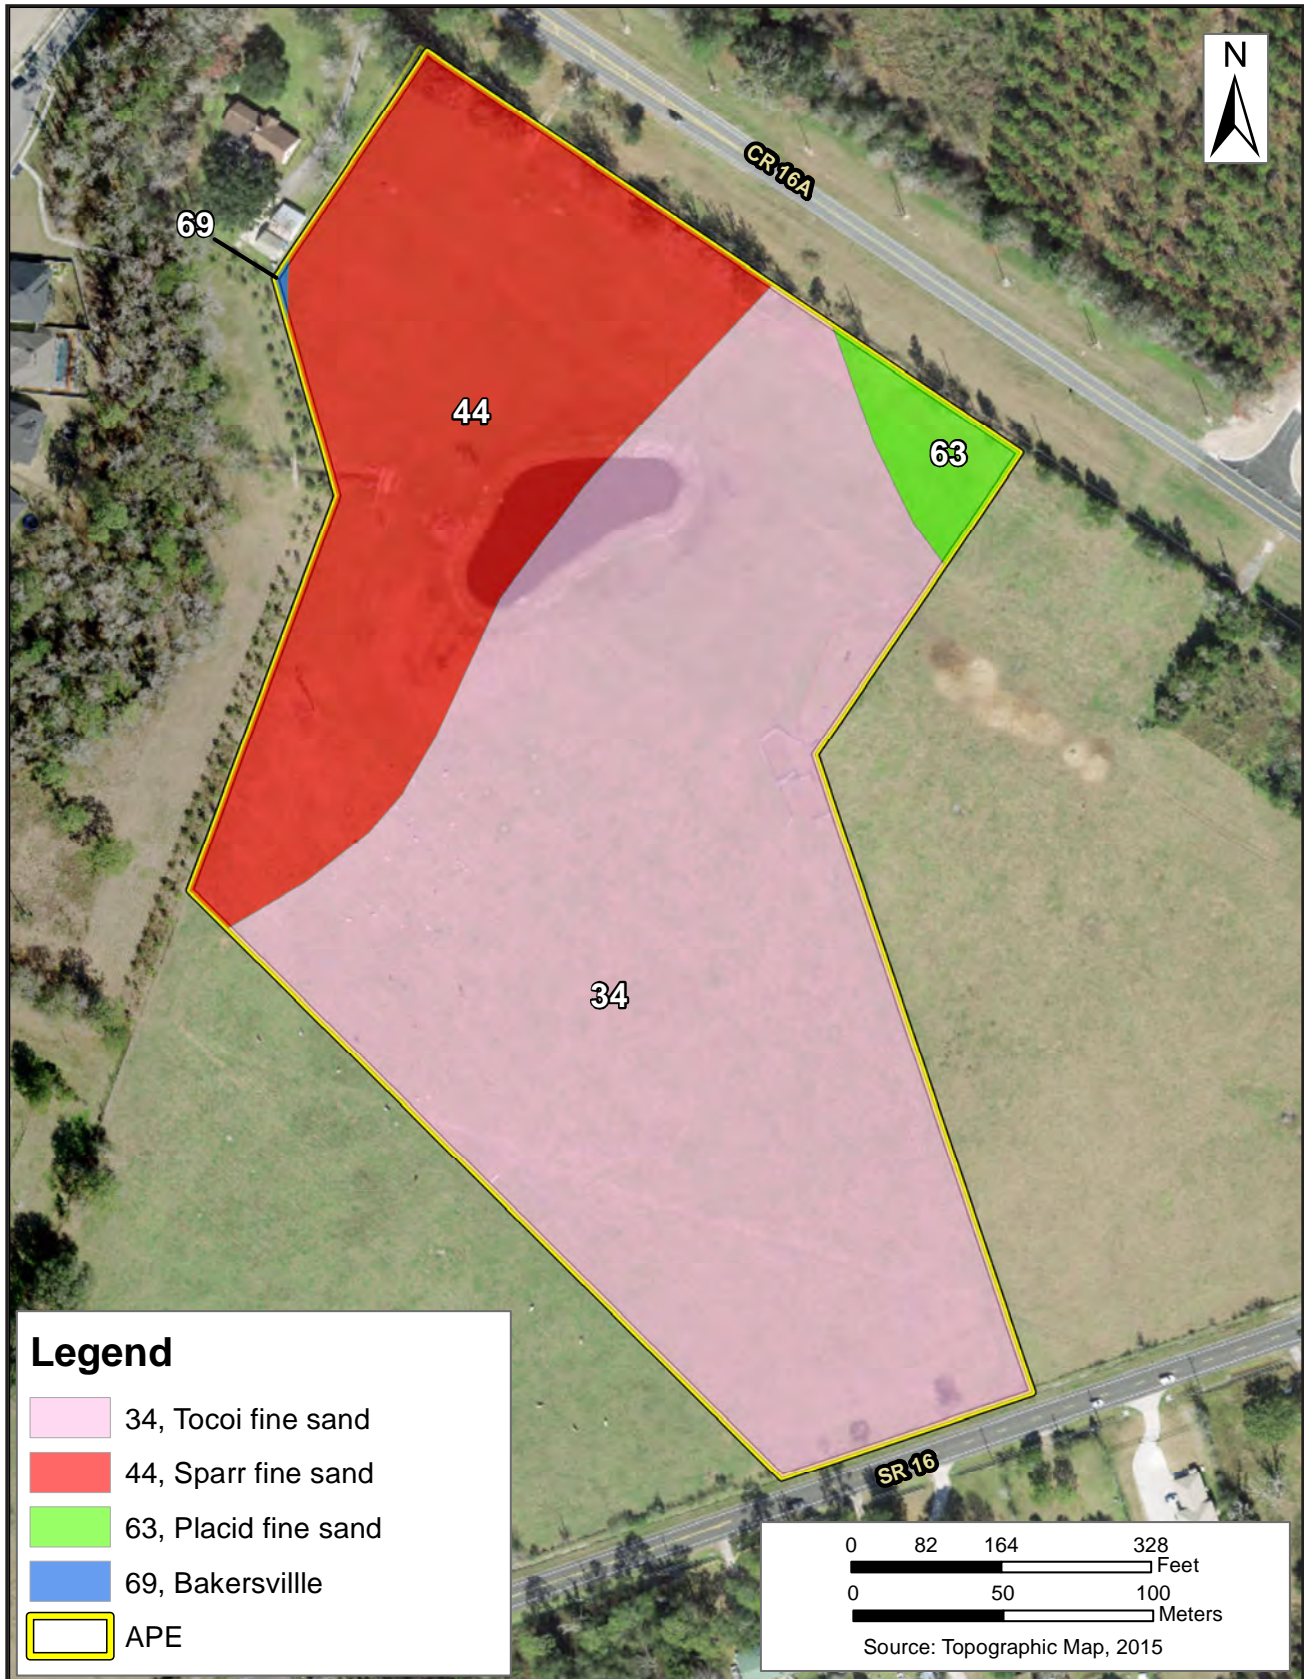 N
CR 16A
69
44
63
34
SR 16
Legend
34, Tocoi fine sand
44, Sparr fine sand
63, Placid fine sand
69, Bakersvillle
APE
0 82 164 328
Feet
0 50 100
Meters
Source: Topographic Map, 2015